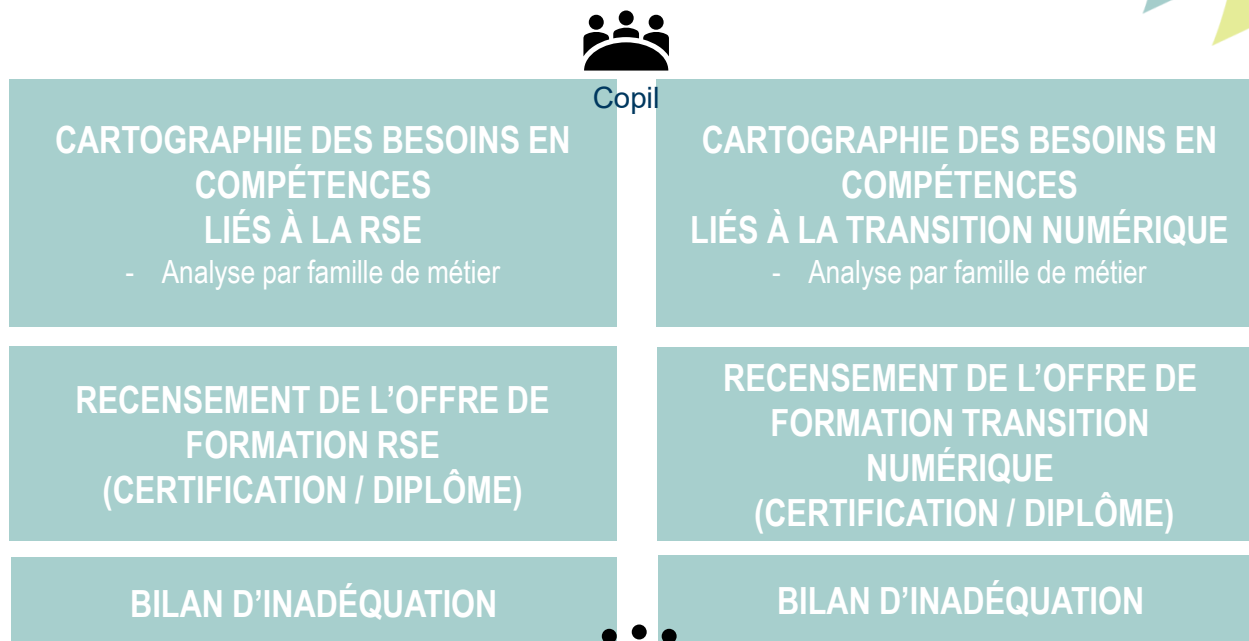 Copil
CARTOGRAPHIE DES BESOINS EN
COMPÉTENCES
LIÉS À LA RSE
- Analyse par famille de métier
CARTOGRAPHIE DES BESOINS EN
COMPÉTENCES
LIÉS À LA TRANSITION NUMÉRIQUE
- Analyse par famille de métier
RECENSEMENT DE L'OFFRE DE
FORMATION RSE
(CERTIFICATION / DIPLÔME)
RECENSEMENT DE L'OFFRE DE
FORMATION TRANSITION
NUMÉRIQUE
(CERTIFICATION / DIPLÔME)
BILAN D'INADÉQUATION
BILAN D'INADÉQUATION